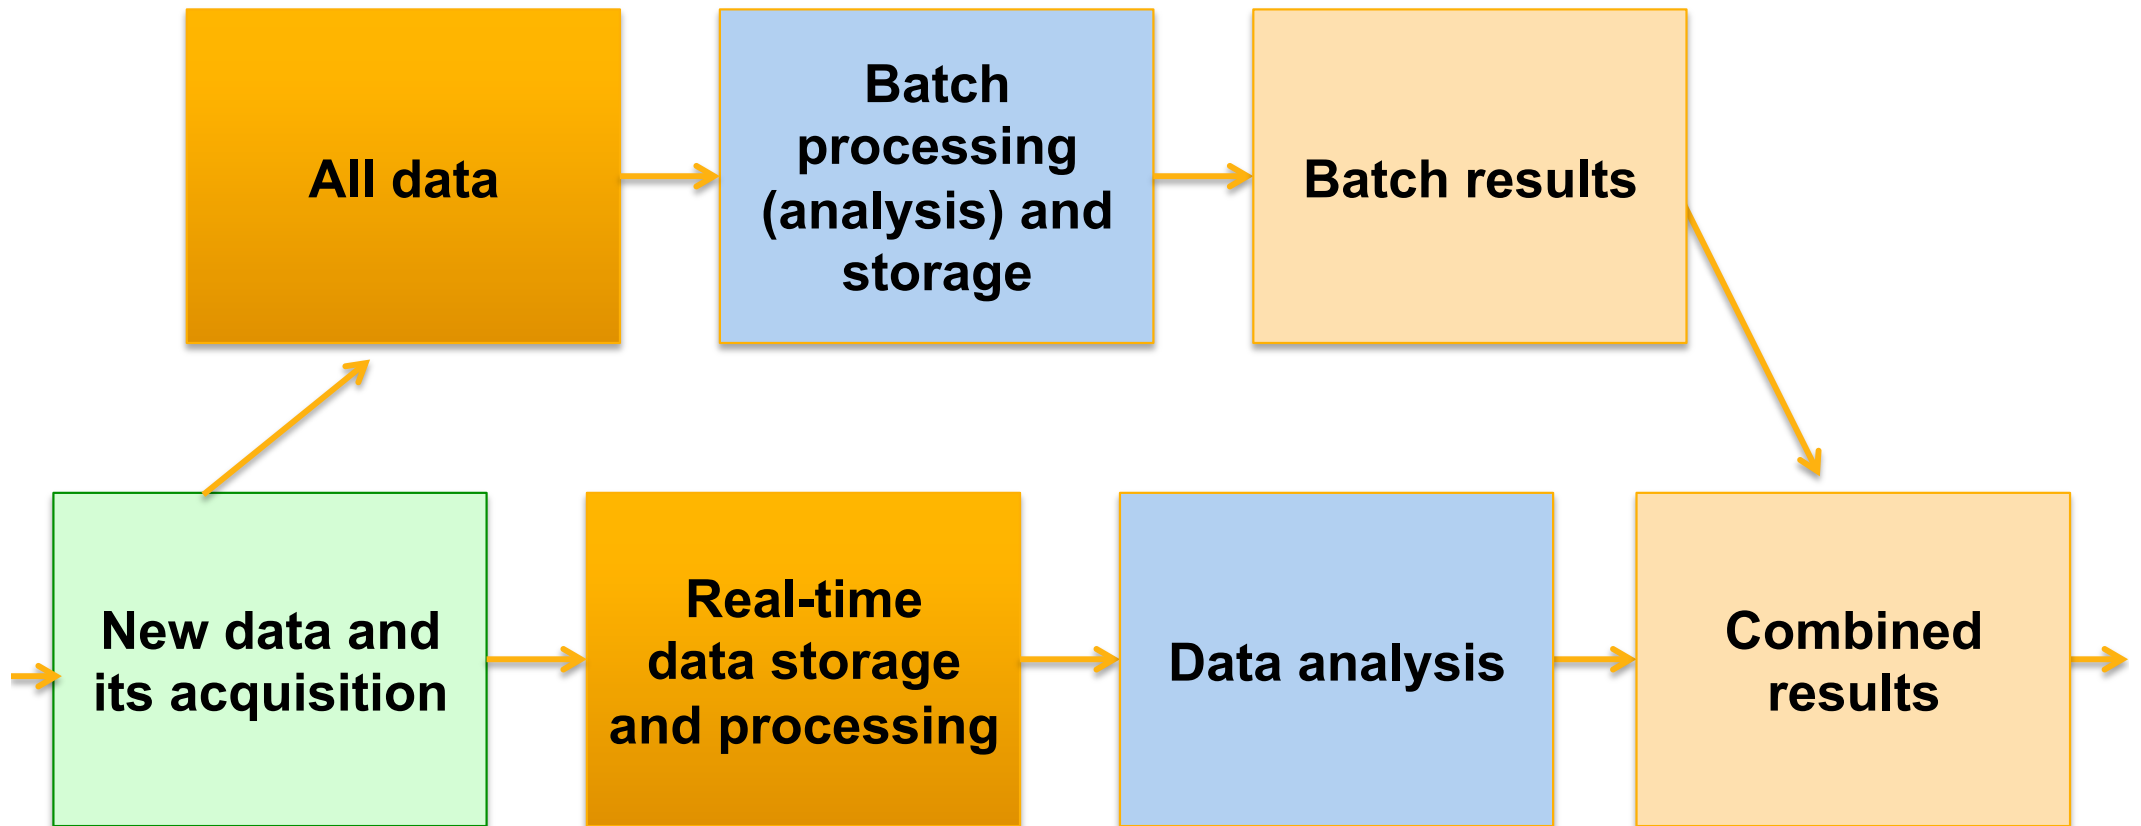 All data
Batch
processing
(analysis) and
storage
Batch results
New data and
its acquisition
Real-time
data storage
and processing
Data analysis
Combined
results